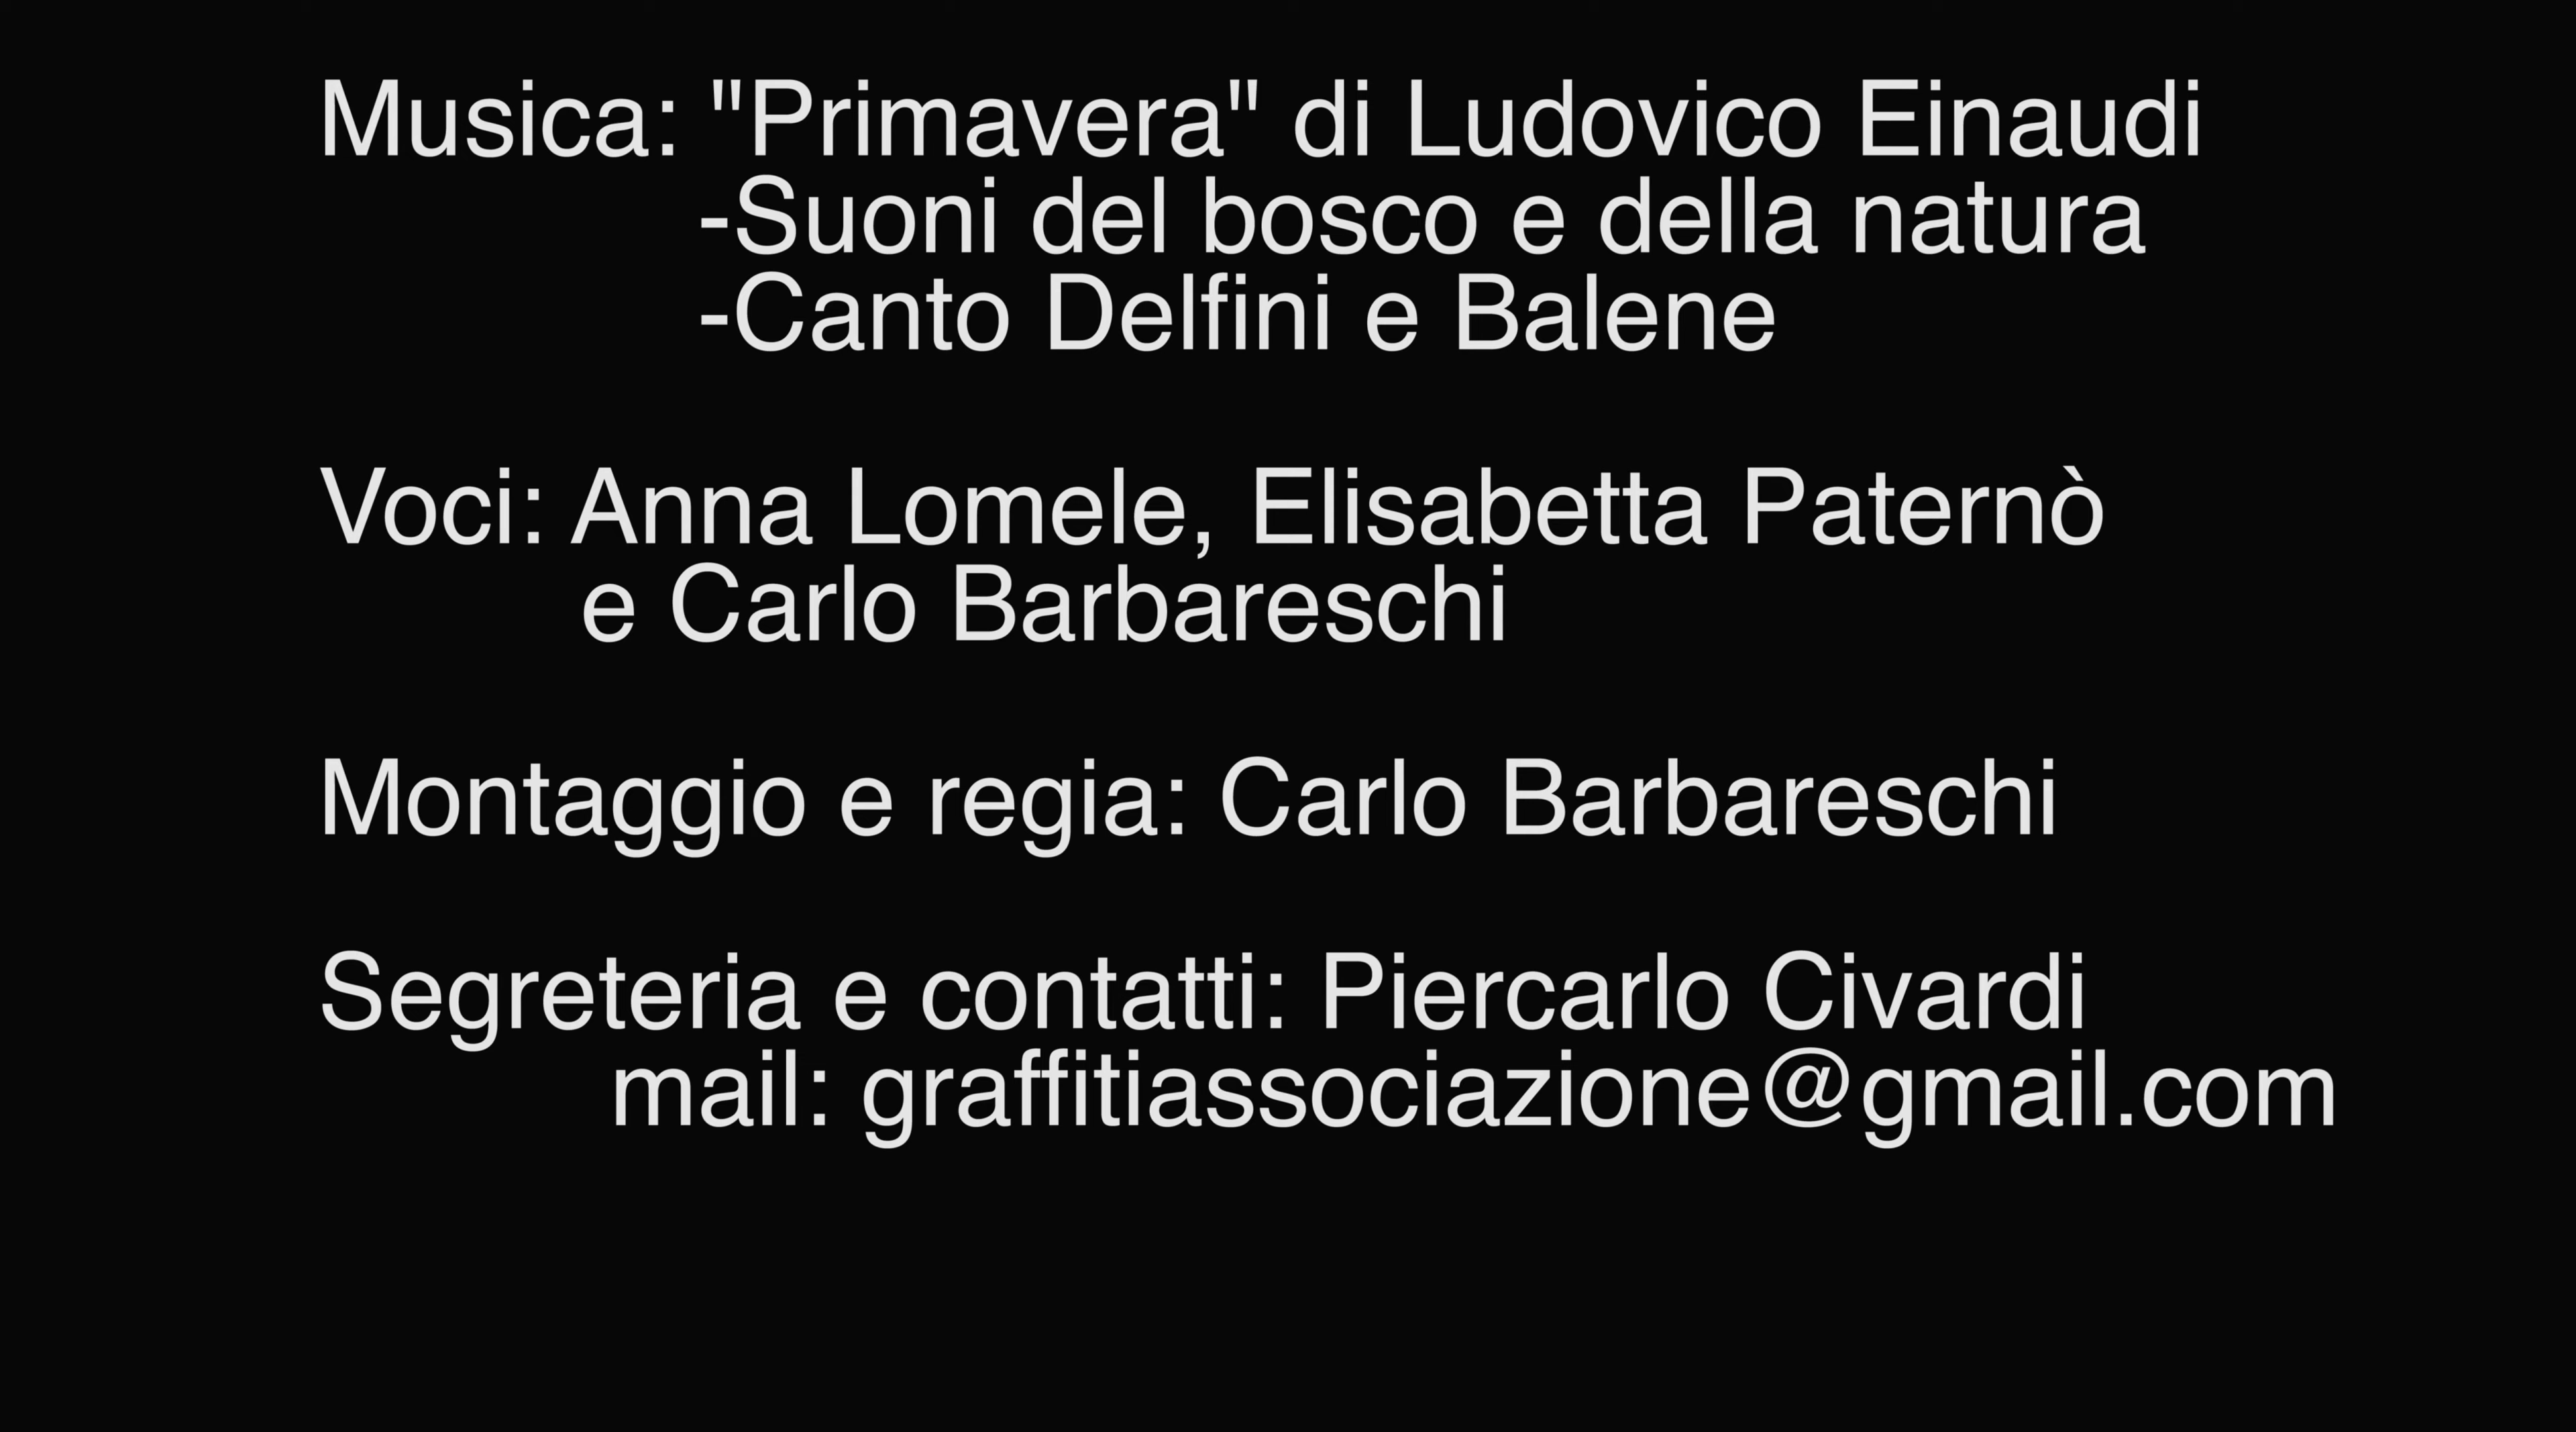 Musica: "Primavera" di Ludovico Einaudi
-Suoni del bosco e della natura
-Canto Delfini e Balene
Voci: Anna Lomele, Elisabetta Paternò
e Carlo Barbareschi
Montaggio e regia: Carlo Barbareschi
Segreteria e contatti: Piercarlo Civardi
mail: graffitiassociazione@gmail.com